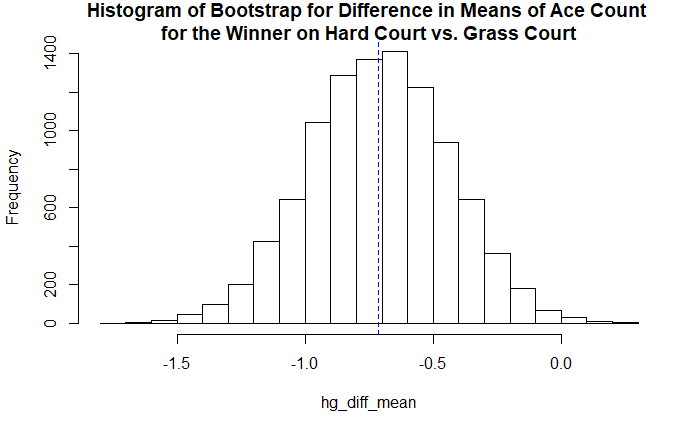 Histogram of Bootstrap for Difference in Means of Ace Count
for the Winner on Hard Court vs. Grass Court
Frequency
1400
1000
600
200
0
-1.5 -1.0 -0.5 0.0
hg_diff_mean